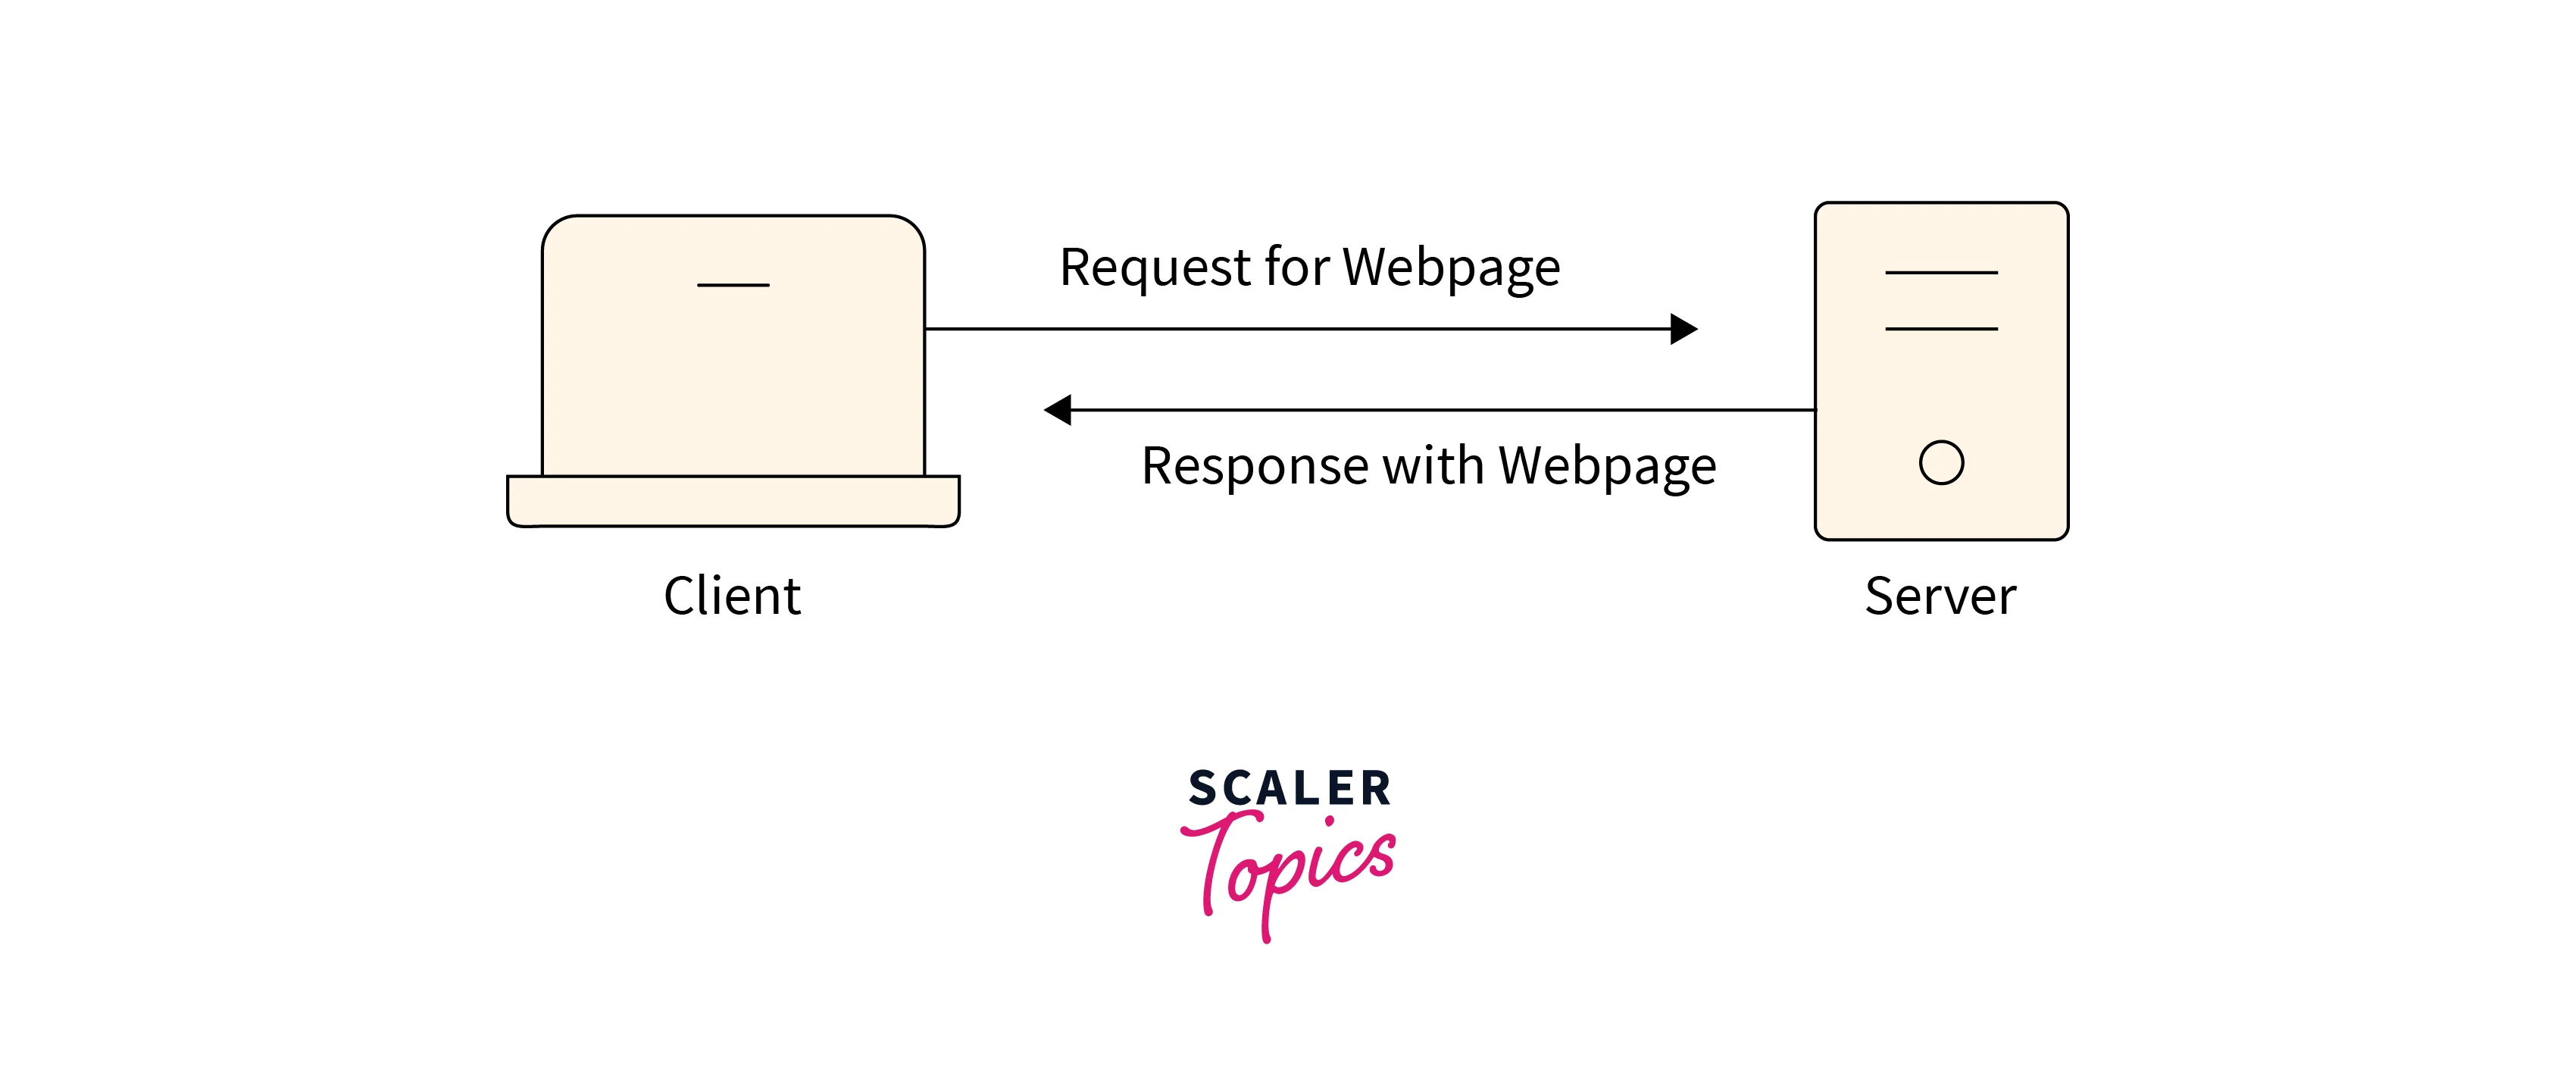 Request for Webpage
Response with Webpage
Client
Server
SCALER
Topics